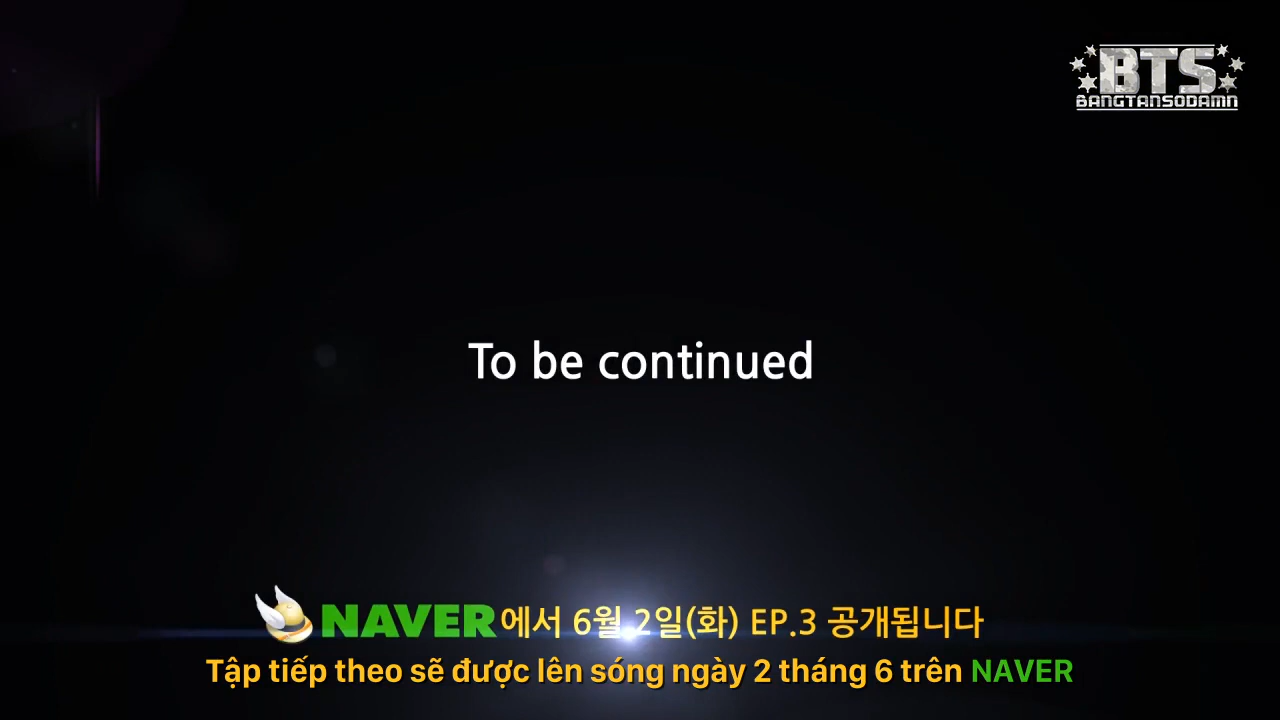 BTS
BANGTANSODAMN
To be continued
NAVER에서 6월 2일(화) EP.3 공개됩니다
Tập tiếp theo sẽ được lên sóng ngày 2 tháng 6 trên NAVER